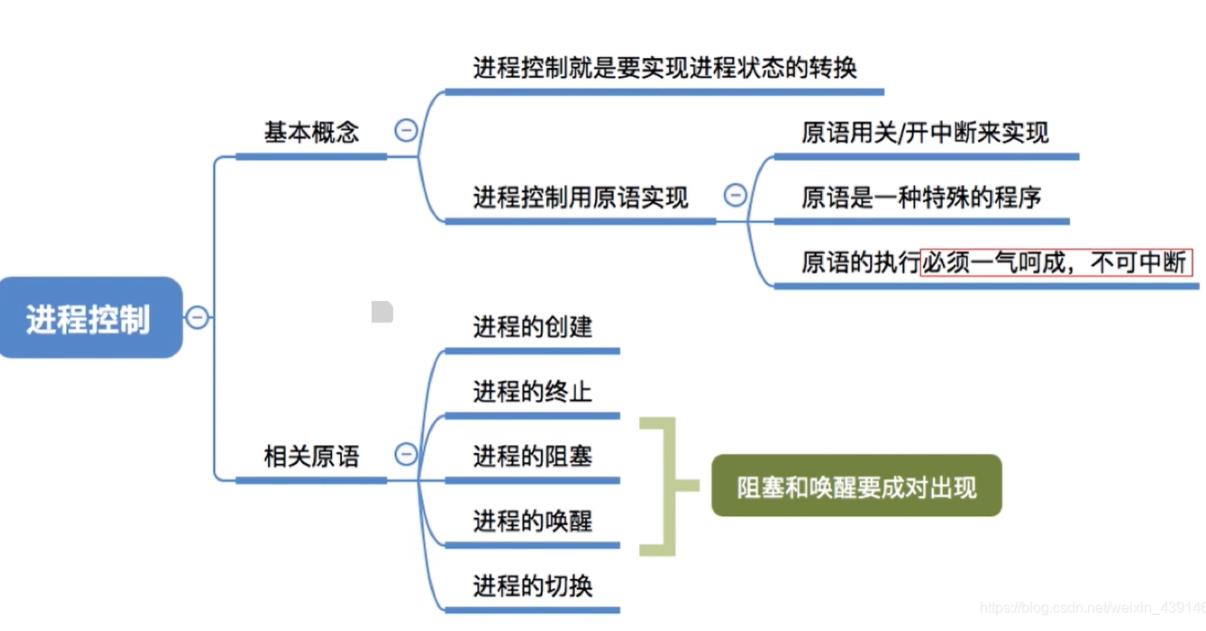 进程控制
基本概念
进程控制就是要实现进程状态的转换
进程控制用原语实现
原语用关/开中断来实现
原语是一种特殊的程序
原语的执行必须一气呵成，不可中断
相关原语
进程的创建
进程的终止
进程的阻塞
进程的唤醒
进程的切换
阻塞和唤醒要成对出现
https://blog.csdn.net/weixin_439146